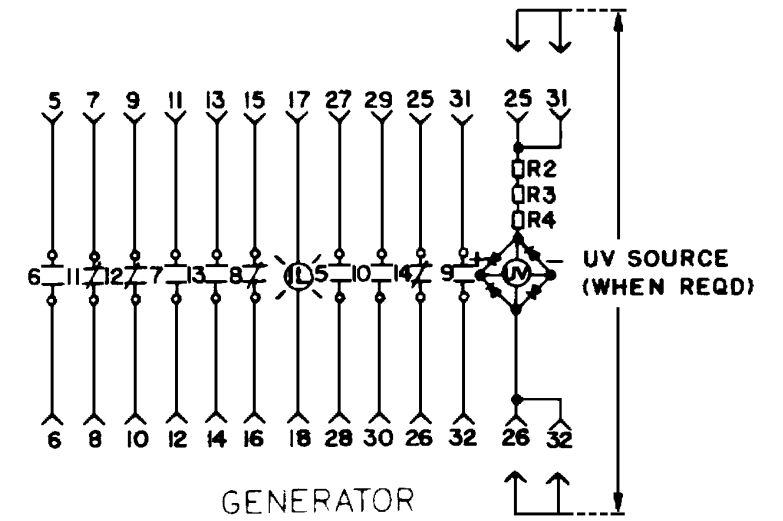 5 7 9 11 13 15 17 27 29 25 31 25 31
R2
R3
R4
+ −
6 11 12 7 13 8 IL 5 10 14 9 UV
UV SOURCE
(WHEN REQD)
6 8 10 12 14 16 18 28 30 26 32 26 32
GENERATOR